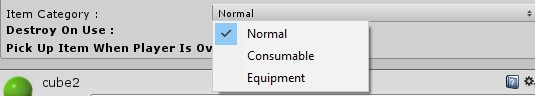 Item Category : Normal
Destroy On Use :
Normal
Pick Up Item When Player Is Ov
Consumable
Equipment
cube2